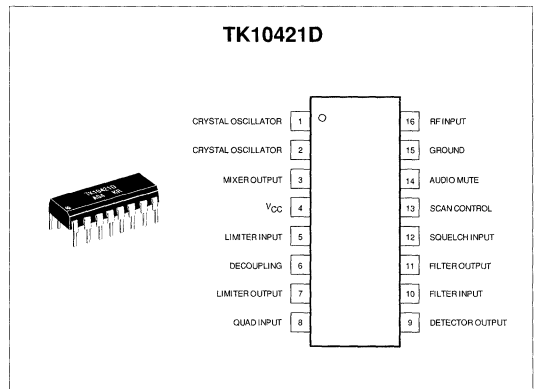 TK10421D
CRYSTAL OSCILLATOR 1
CRYSTAL OSCILLATOR 2
MIXER OUTPUT 3
VCC 4
LIMITER INPUT 5
DECOUPLING 6
LIMITER OUTPUT 7
QUAD INPUT 8
16 RF INPUT
15 GROUND
14 AUDIO MUTE
13 SCAN CONTROL
12 SQUELCH INPUT
11 FILTER OUTPUT
10 FILTER INPUT
9 DETECTOR OUTPUT
TK10421D